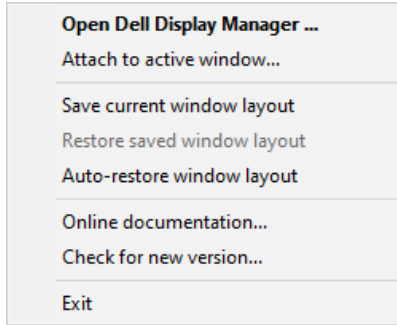 Open Dell Display Manager ...
Attach to active window...
Save current window layout
Restore saved window layout
Auto-restore window layout
Online documentation...
Check for new version...
Exit